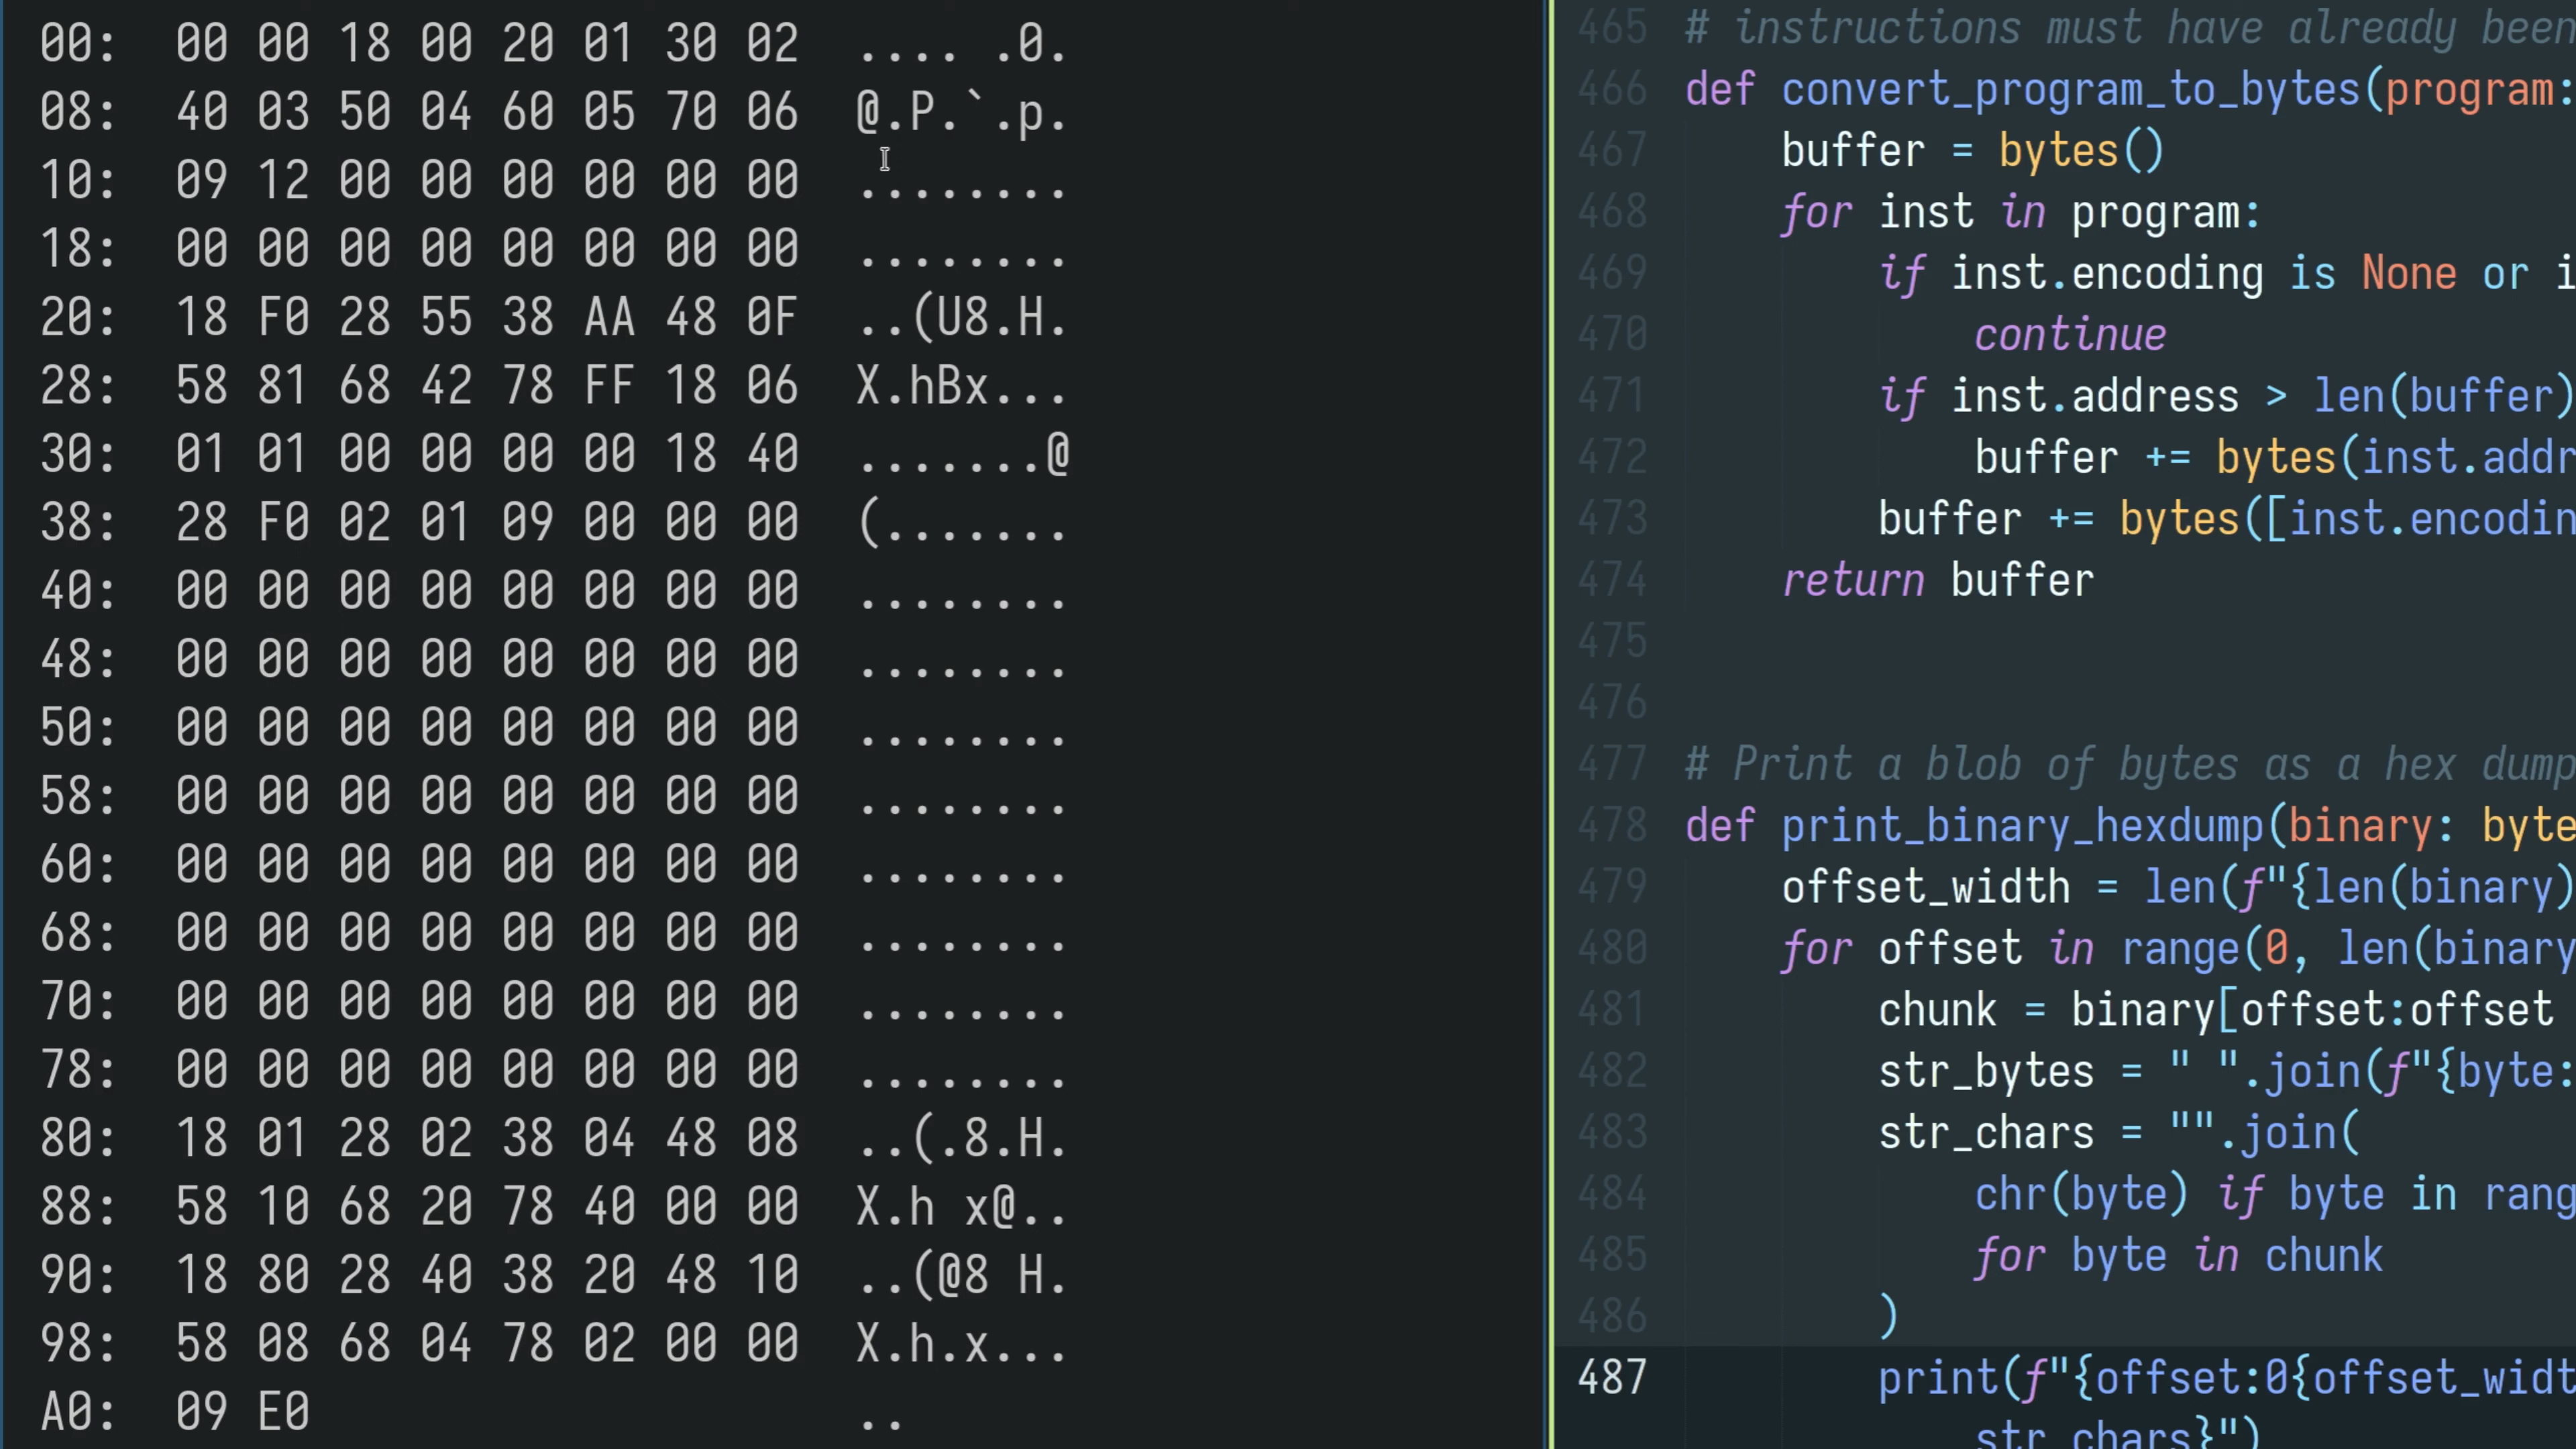 00: 00 00 18 00 20 01 30 02 .... .0.
08: 40 03 50 04 60 05 70 06 @.P.`.p.
10: 09 12 00 00 00 00 00 00 ........
18: 00 00 00 00 00 00 00 00 ........
20: 18 F0 28 55 38 AA 48 0F ..(U8.H.
28: 58 81 68 42 78 FF 18 06 X.hBx...
30: 01 01 00 00 00 00 18 40 .......@
38: 28 F0 02 01 09 00 00 00 (.......
40: 00 00 00 00 00 00 00 00 ........
48: 00 00 00 00 00 00 00 00 ........
50: 00 00 00 00 00 00 00 00 ........
58: 00 00 00 00 00 00 00 00 ........
60: 00 00 00 00 00 00 00 00 ........
68: 00 00 00 00 00 00 00 00 ........
70: 00 00 00 00 00 00 00 00 ........
78: 00 00 00 00 00 00 00 00 ........
80: 18 01 28 02 38 04 48 08 ..(.8.H.
88: 58 10 68 20 78 40 00 00 X.h x@..
90: 18 80 28 40 38 20 48 10 ..(@8 H.
98: 58 08 68 04 78 02 00 00 X.h.x...
A0: 09 E0 ..
465 # instructions must have already been
466 def convert_program_to_bytes(program:
467 buffer = bytes()
468 for inst in program:
469 if inst.encoding is None or i
470 continue
471 if inst.address > len(buffer)
472 buffer += bytes(inst.addr
473 buffer += bytes([inst.encodin
474 return buffer
475
476
477 # Print a blob of bytes as a hex dump
478 def print_binary_hexdump(binary: byte
479 offset_width = len(f"{len(binary)
480 for offset in range(0, len(binary
481 chunk = binary[offset:offset
482 str_bytes = " ".join(f"{byte:
483 str_chars = "".join(
484 chr(byte) if byte in rang
485 for byte in chunk
486 )
487 print(f"{offset:0{offset_widt
str_chars}")